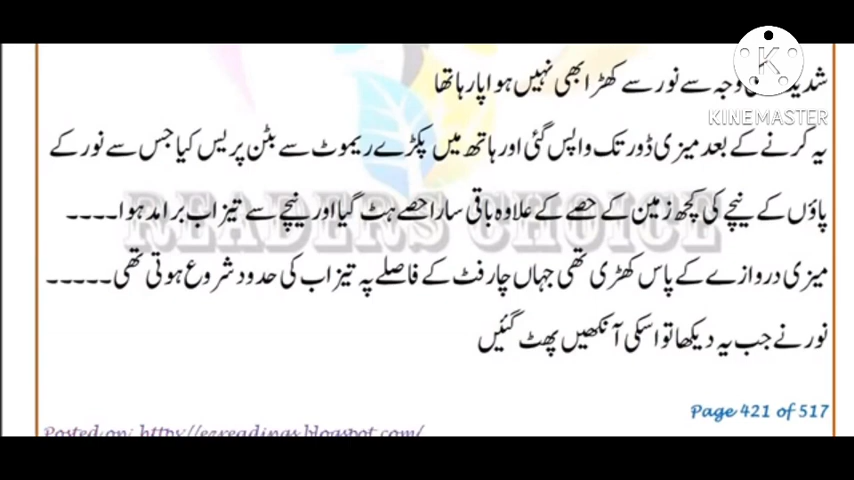 شدید کی وجہ سے نور سے کھڑا بھی نہیں ہوا پا رہا تھا
KINEMASTER
یہ کرنے کے بعد میزی ڈور تک واپس گئی اور ہاتھ میں پکڑے ریموٹ سے بٹن پریس کیا جس سے نور کے
پاؤں کے نیچے کی کچھ زمین کے حصے کے علاوہ باقی سارا حصے ہٹ گیا اور نیچے سے تیزاب برامد ہوا۔۔۔۔
READERS CHOICE
میزی دروازے کے پاس کھڑی تھی جہاں چار فٹ کے فاصلے پہ تیزاب کی حدود شروع ہوتی تھی۔۔۔۔۔
نور نے جب یہ دیکھا تو اسکی آنکھیں پھٹ گئیں
Page 421 of 517
Posted on: http://ezreadings.blogspot.com/